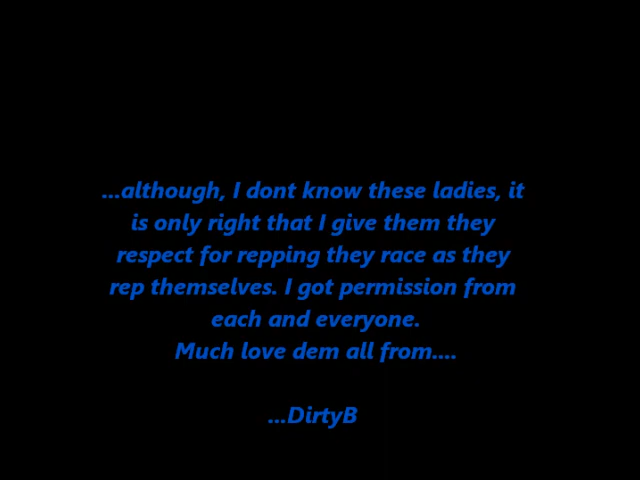 ...although, I dont know these ladies, it
is only right that I give them they
respect for repping they race as they
rep themselves. I got permission from
each and everyone.
Much love dem all from....
...DirtyB